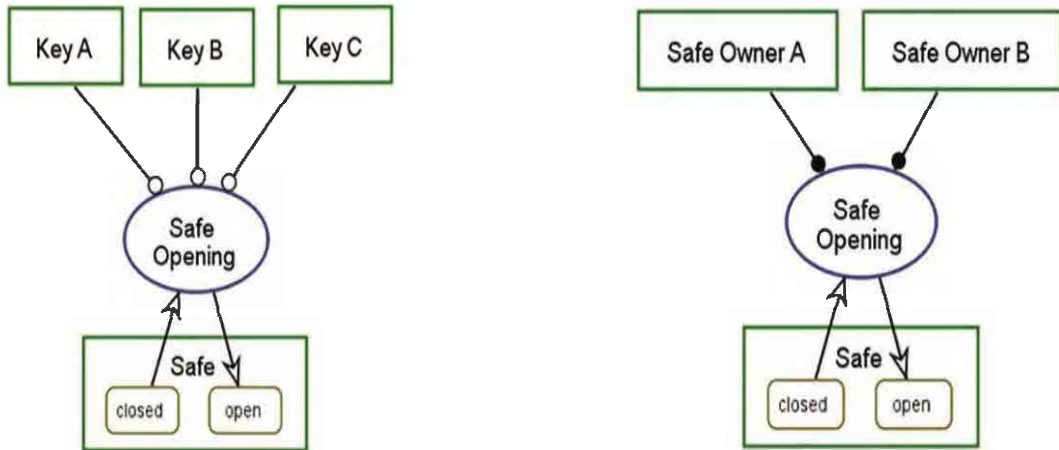 Key A
Key B
Key C
Safe
Opening
Safe
closed
open
Safe Owner A
Safe Owner B
Safe
Opening
Safe
closed
open